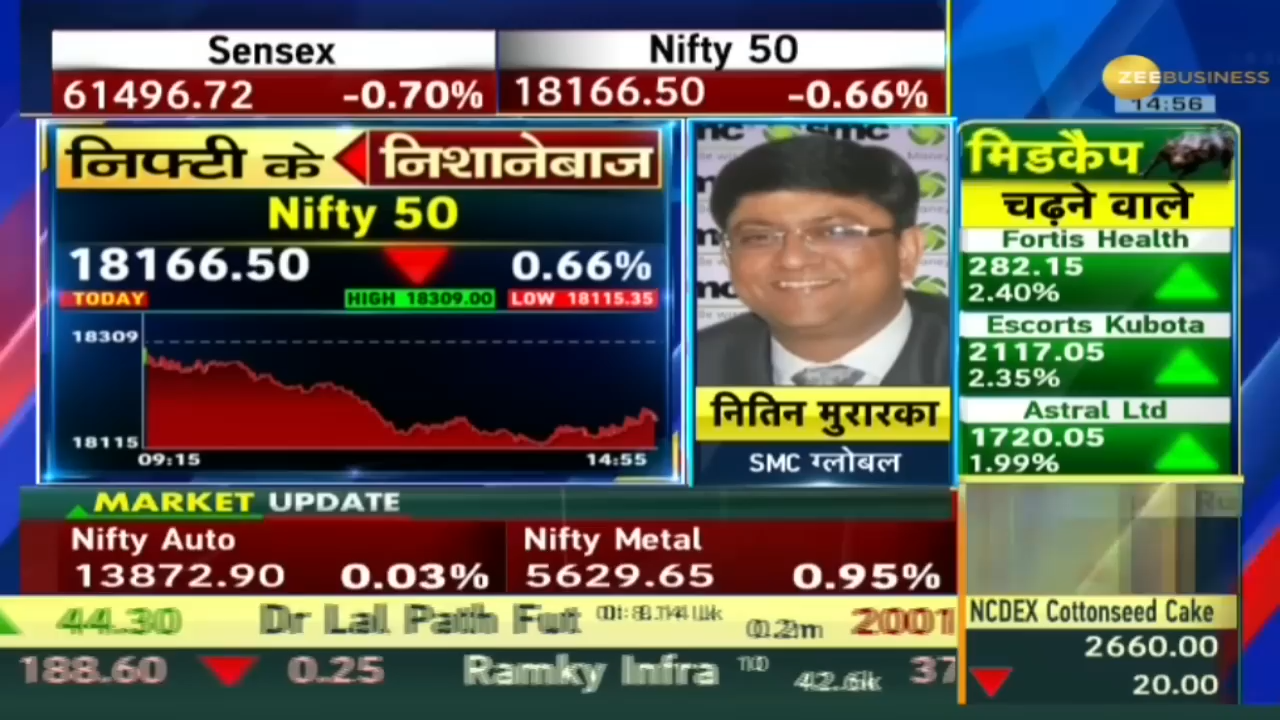 Sensex
61496.72 -0.70%
Nifty 50
18166.50 -0.66%
ZEEBUSINESS
14:56
निफ्टी के निशानेबाज
Nifty 50
18166.50 0.66%
TODAY HIGH 18309.00 LOW 18115.35
18309
18115
09:15 14:55
smc
नितिन मुरारका
SMC ग्लोबल
मिडकैप
चढ़ने वाले
Fortis Health
282.15
2.40%
Escorts Kubota
2117.05
2.35%
Astral Ltd
1720.05
1.99%
MARKET UPDATE
Nifty Auto
13872.90 0.03%
Nifty Metal
5629.65 0.95%
44.30 Dr Lal Path Fut 2001
188.60 0.25 Ramky Infra 37
NCDEX Cottonseed Cake
2660.00
20.00